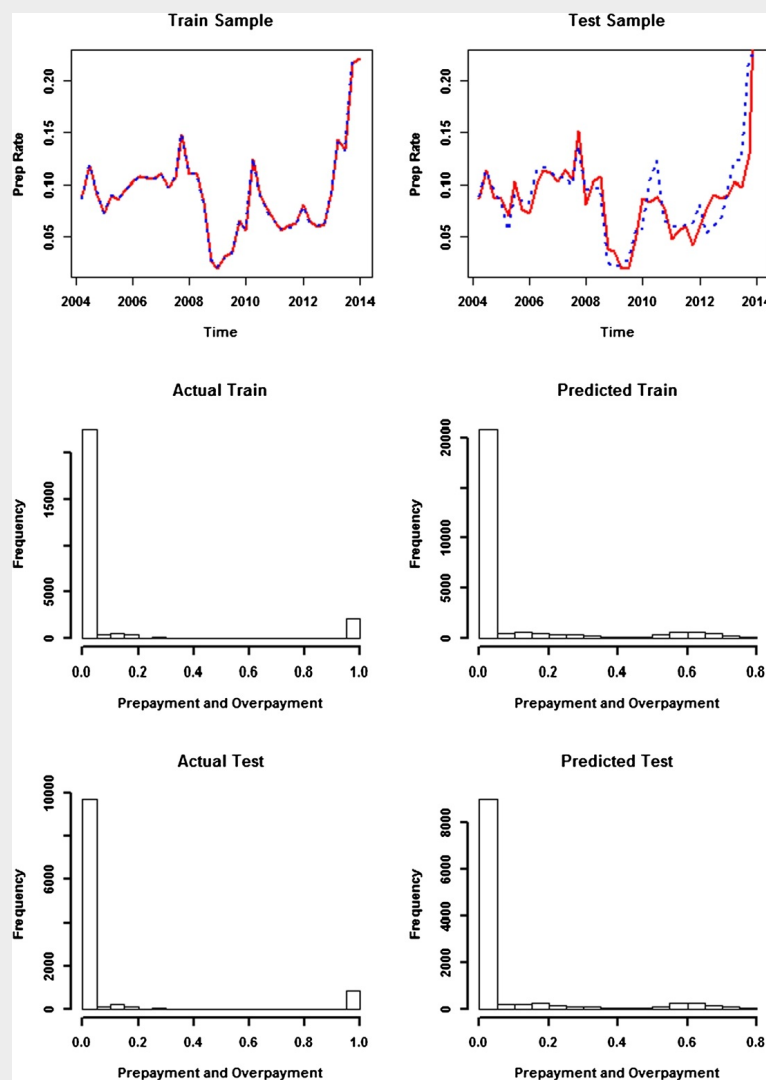 Train Sample
Test Sample
Prep Rate
0.05
0.10
0.15
0.20
2004 2006 2008 2010 2012 2014
Time
Prep Rate
0.05
0.10
0.15
0.20
2004 2006 2008 2010 2012 2014
Time
Actual Train
Predicted Train
Frequency
0
5000
15000
0.0 0.2 0.4 0.6 0.8 1.0
Prepayment and Overpayment
Frequency
0
5000
10000
20000
0.0 0.2 0.4 0.6 0.8
Prepayment and Overpayment
Actual Test
Predicted Test
Frequency
0
2000
6000
10000
0.0 0.2 0.4 0.6 0.8 1.0
Prepayment and Overpayment
Frequency
0
2000
4000
6000
8000
0.0 0.2 0.4 0.6 0.8
Prepayment and Overpayment